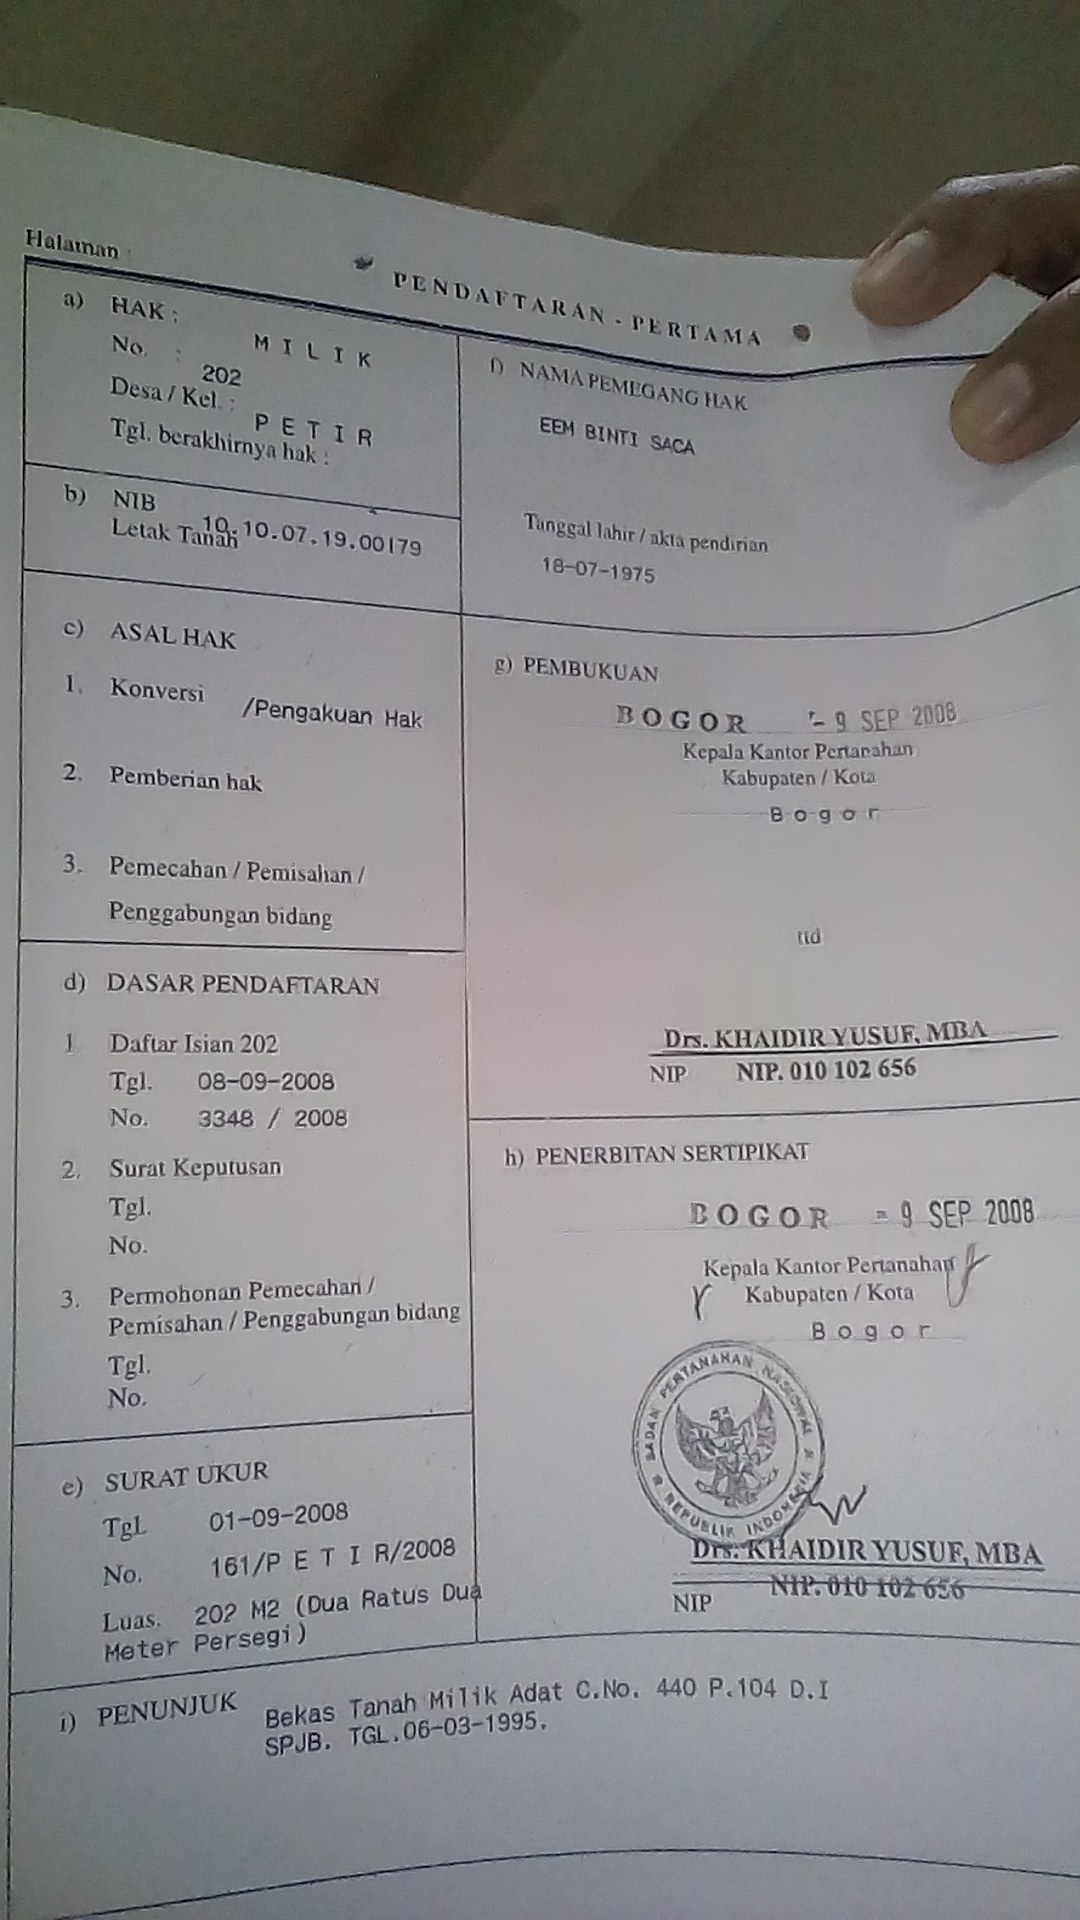 Halaman :
PENDAFTARAN - PERTAMA
a) HAK : MILIK
No. : 202
Desa / Kel. : PETIR
Tgl. berakhirnya hak :
b) NIB 10.10.07.19.00179
Letak Tanah
c) ASAL HAK
1. Konversi /Pengakuan Hak
2. Pemberian hak
3. Pemecahan / Pemisahan /
Penggabungan bidang
d) DASAR PENDAFTARAN
1 Daftar Isian 202
Tgl. 08-09-2008
No. 3348 / 2008
2. Surat Keputusan
Tgl.
No.
3. Permohonan Pemecahan /
Pemisahan / Penggabungan bidang
Tgl.
No.
e) SURAT UKUR
Tgl. 01-09-2008
No. 161/P E T I R/2008
Luas. 202 M2 (Dua Ratus Dua
Meter Persegi)
f) NAMA PEMEGANG HAK
EEM BINTI SACA
Tanggal lahir / akta pendirian
18-07-1975
g) PEMBUKUAN
BOGOR - 9 SEP 2008
Kepala Kantor Pertanahan
Kabupaten / Kota
Bogor
ttd
Drs. KHAIDIR YUSUF, MBA
NIP NIP. 010 102 656
h) PENERBITAN SERTIPIKAT
BOGOR = 9 SEP 2008
Kepala Kantor Pertanahan
Kabupaten / Kota
Bogor
BADAN PERTANAHAN NASIONAL
REPUBLIK INDONESIA
Drs. KHAIDIR YUSUF, MBA
NIP NIP. 010 102 656
i) PENUNJUK Bekas Tanah Milik Adat C.No. 440 P.104 D.I
SPJB. TGL.06-03-1995.